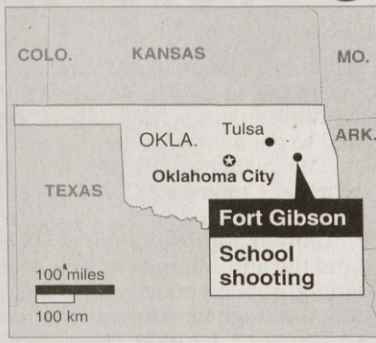 COLO.
KANSAS
MO.
OKLA.
Tulsa
ARK.
Oklahoma City
TEXAS
Fort Gibson
School
shooting
100 miles
100 km